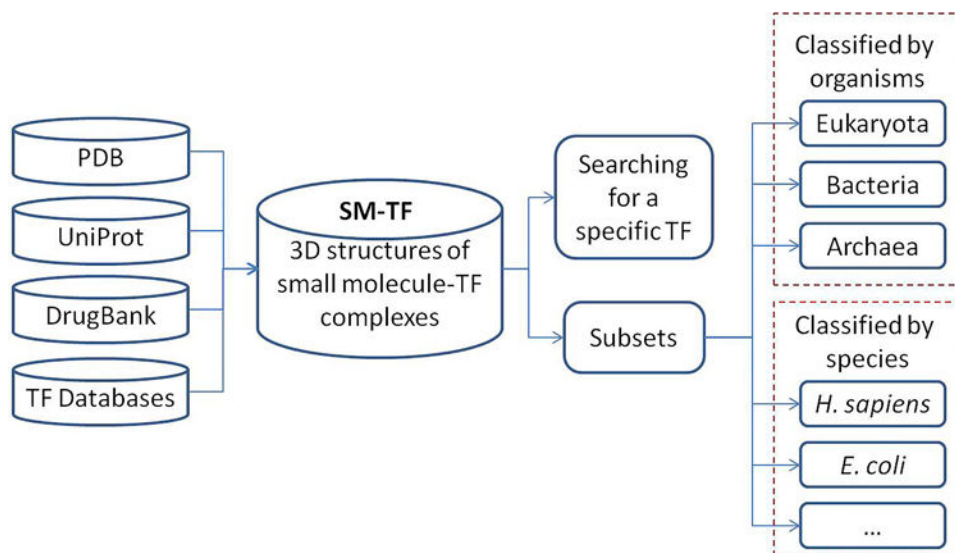 PDB
UniProt
DrugBank
TF Databases
SM-TF
3D structures of
small molecule-TF
complexes
Searching
for a
specific TF
Subsets
Classified by
organisms
Eukaryota
Bacteria
Archaea
Classified by
species
H. sapiens
E. coli
...